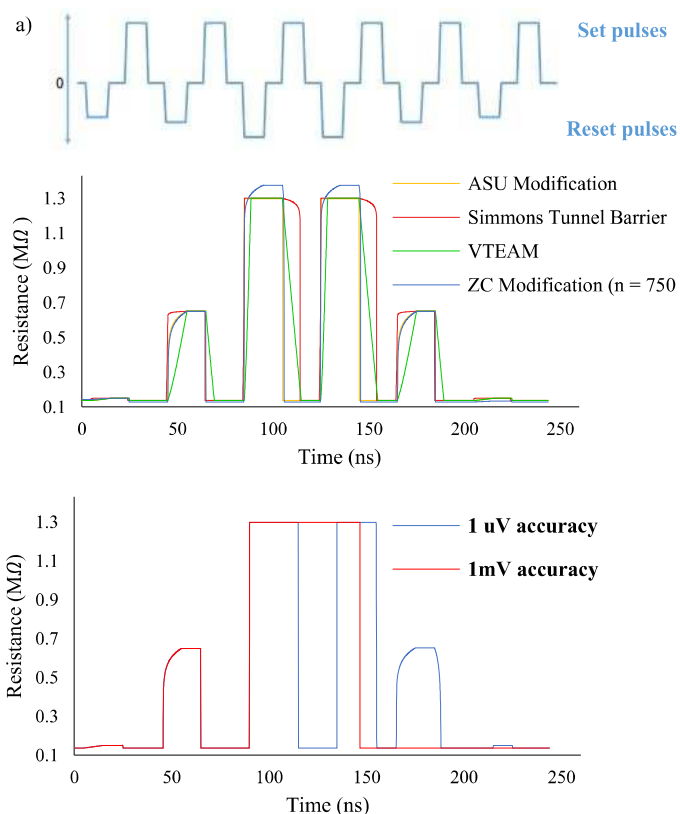 a)
Set pulses
0
Reset pulses
1.3
1.1
0.9
0.7
0.5
0.3
0.1
Resistance (MΩ )
ASU Modification
Simmons Tunnel Barrier
VTEAM
ZC Modification (n = 750
0 50 100 150 200 250
Time (ns)
1.3
1.1
0.9
0.7
0.5
0.3
0.1
Resistance (MΩ)
1 uV accuracy
1mV accuracy
0 50 100 150 200 250
Time (ns)